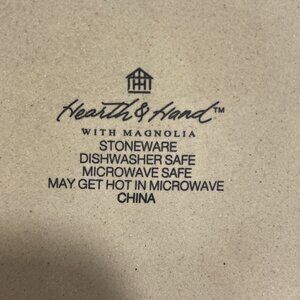 Hearth & Hand™
WITH MAGNOLIA
STONEWARE
DISHWASHER SAFE
MICROWAVE SAFE
MAY GET HOT IN MICROWAVE
CHINA